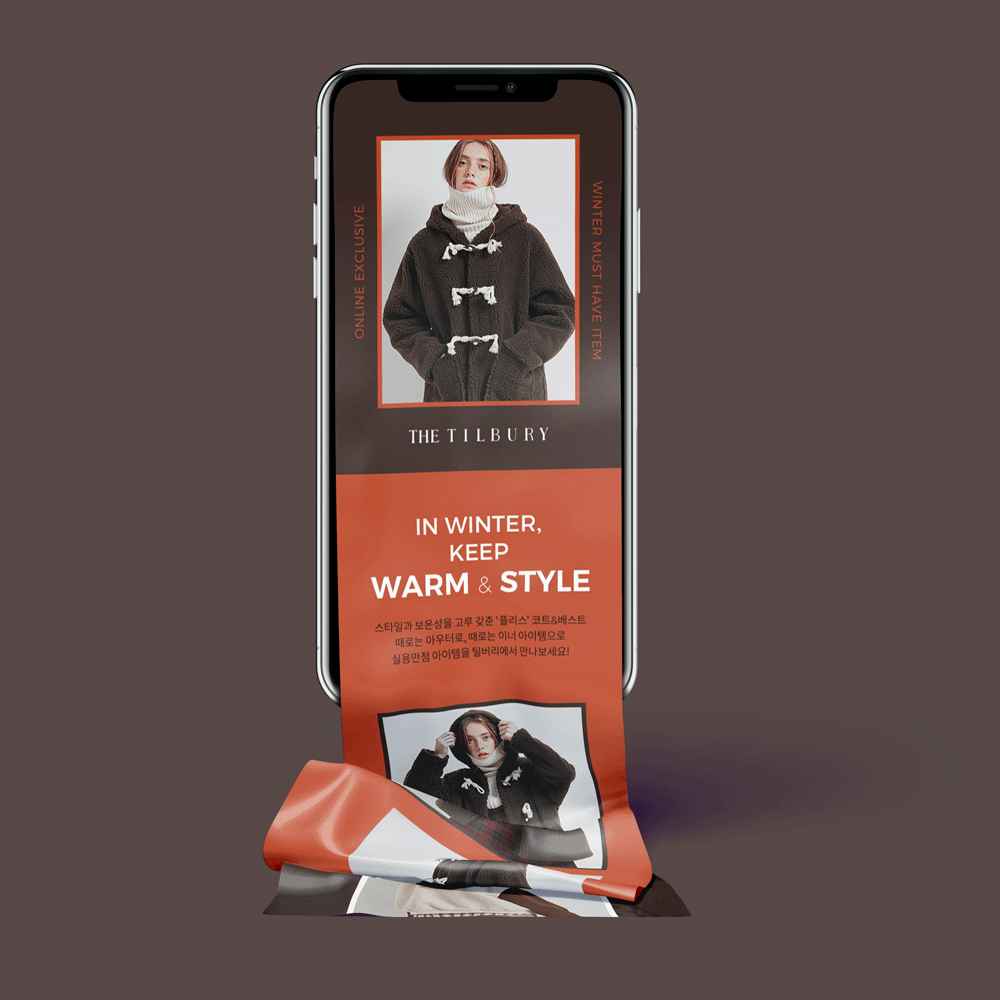 ONLINE EXCLUSIVE
WINTER MUST HAVE ITEM
THE TILBURY
IN WINTER,
KEEP
WARM & STYLE
스타일과 보온성을 고루 갖춘 '플리스' 코트&베스트
때로는 아우터로, 때로는 이너 아이템으로
실용만점 아이템을 틸버리에서 만나보세요!